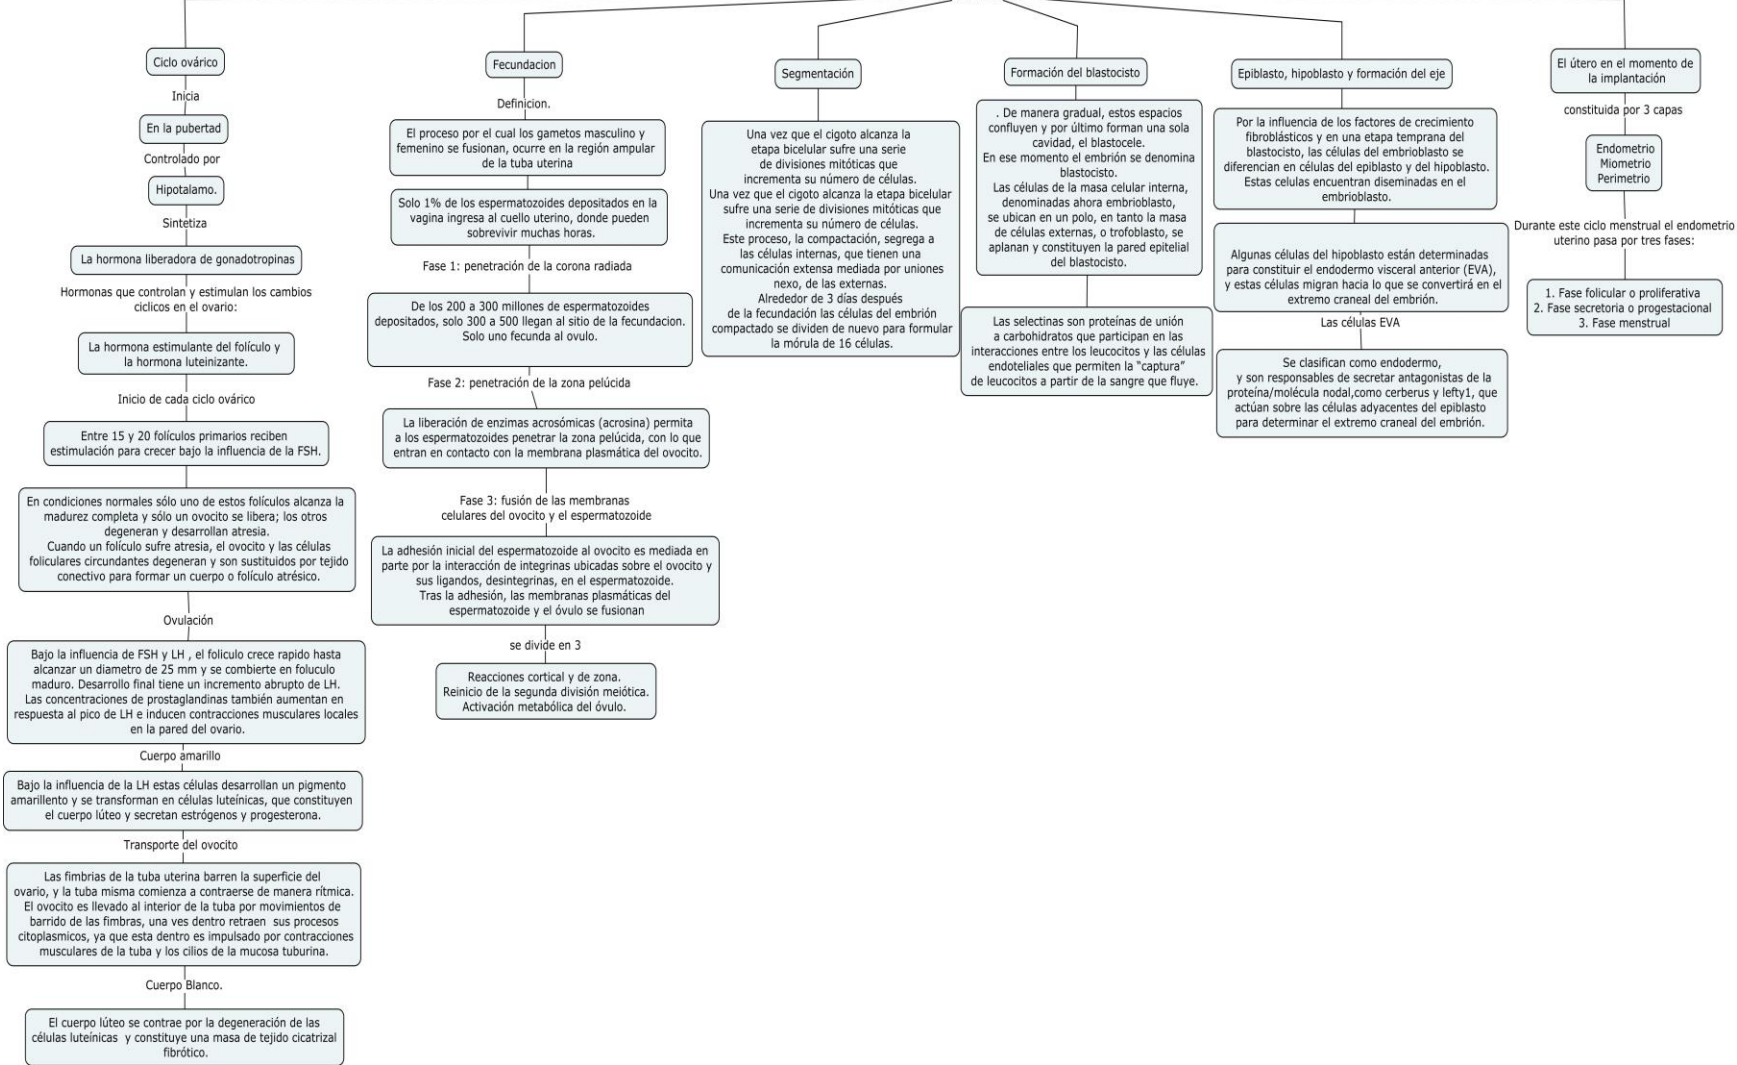 Ciclo ovárico
Inicia
En la pubertad
Controlado por
Hipotalamo.
Sintetiza
La hormona liberadora de gonadotropinas
Hormonas que controlan y estimulan los cambios
ciclicos en el ovario:
La hormona estimulante del folículo y
la hormona luteinizante.
Inicio de cada ciclo ovárico
Entre 15 y 20 folículos primarios reciben
estimulación para crecer bajo la influencia de la FSH.
En condiciones normales sólo uno de estos folículos alcanza la
madurez completa y sólo un ovocito se libera; los otros
degeneran y desarrollan atresia.
Cuando un folículo sufre atresia, el ovocito y las células
foliculares circundantes degeneran y son sustituidos por tejido
conectivo para formar un cuerpo o folículo atrésico.
Ovulación
Bajo la influencia de FSH y LH , el foliculo crece rapido hasta
alcanzar un diametro de 25 mm y se combierte en foluculo
maduro. Desarrollo final tiene un incremento abrupto de LH.
Las concentraciones de prostaglandinas también aumentan en
respuesta al pico de LH e inducen contracciones musculares locales
en la pared del ovario.
Cuerpo amarillo
Bajo la influencia de la LH estas células desarrollan un pigmento
amarillento y se transforman en células luteínicas, que constituyen
el cuerpo lúteo y secretan estrógenos y progesterona.
Transporte del ovocito
Las fimbrias de la tuba uterina barren la superficie del
ovario, y la tuba misma comienza a contraerse de manera rítmica.
El ovocito es llevado al interior de la tuba por movimientos de
barrido de las fimbras, una ves dentro retraen sus procesos
citoplasmicos, ya que esta dentro es impulsado por contracciones
musculares de la tuba y los cilios de la mucosa tuburina.
Cuerpo Blanco.
El cuerpo lúteo se contrae por la degeneración de las
células luteínicas y constituye una masa de tejido cicatrizal
fibrótico.
Fecundacion
Definicion.
El proceso por el cual los gametos masculino y
femenino se fusionan, ocurre en la región ampular
de la tuba uterina
Solo 1% de los espermatozoides depositados en la
vagina ingresa al cuello uterino, donde pueden
sobrevivir muchas horas.
Fase 1: penetración de la corona radiada
De los 200 a 300 millones de espermatozoides
depositados, solo 300 a 500 llegan al sitio de la fecundacion.
Solo uno fecunda al ovulo.
Fase 2: penetración de la zona pelúcida
La liberación de enzimas acrosómicas (acrosina) permita
a los espermatozoides penetrar la zona pelúcida, con lo que
entran en contacto con la membrana plasmática del ovocito.
Fase 3: fusión de las membranas
celulares del ovocito y el espermatozoide
La adhesión inicial del espermatozoide al ovocito es mediada en
parte por la interacción de integrinas ubicadas sobre el ovocito y
sus ligandos, desintegrinas, en el espermatozoide.
Tras la adhesión, las membranas plasmáticas del
espermatozoide y el óvulo se fusionan
se divide en 3
Reacciones cortical y de zona.
Reinicio de la segunda división meiótica.
Activación metabólica del óvulo.
Segmentación
Una vez que el cigoto alcanza la
etapa bicelular sufre una serie
de divisiones mitóticas que
incrementa su número de células.
Una vez que el cigoto alcanza la etapa bicelular
sufre una serie de divisiones mitóticas que
incrementa su número de células.
Este proceso, la compactación, segrega a
las células internas, que tienen una
comunicación extensa mediada por uniones
nexo, de las externas.
Alrededor de 3 días después
de la fecundación las células del embrión
compactado se dividen de nuevo para formular
la mórula de 16 células.
Formación del blastocisto
. De manera gradual, estos espacios
confluyen y por último forman una sola
cavidad, el blastocele.
En ese momento el embrión se denomina
blastocisto.
Las células de la masa celular interna,
denominadas ahora embrioblasto,
se ubican en un polo, en tanto la masa
de células externas, o trofoblasto, se
aplanan y constituyen la pared epitelial
del blastocisto.
Las selectinas son proteínas de unión
a carbohidratos que participan en las
interacciones entre los leucocitos y las células
endoteliales que permiten la “captura”
de leucocitos a partir de la sangre que fluye.
Epiblasto, hipoblasto y formación del eje
Por la influencia de los factores de crecimiento
fibroblásticos y en una etapa temprana del
blastocisto, las células del embrioblasto se
diferencian en células del epiblasto y del hipoblasto.
Estas celulas encuentran diseminadas en el
embrioblasto.
Algunas células del hipoblasto están determinadas
para constituir el endodermo visceral anterior (EVA),
y estas células migran hacia lo que se convertirá en el
extremo craneal del embrión.
Las células EVA
Se clasifican como endodermo,
y son responsables de secretar antagonistas de la
proteína/molécula nodal,como cerberus y lefty1, que
actúan sobre las células adyacentes del epiblasto
para determinar el extremo craneal del embrión.
El útero en el momento de
la implantación
constituida por 3 capas
Endometrio
Miometrio
Perimetrio
Durante este ciclo menstrual el endometrio
uterino pasa por tres fases:
1. Fase folicular o proliferativa
2. Fase secretoria o progestacional
3. Fase menstrual